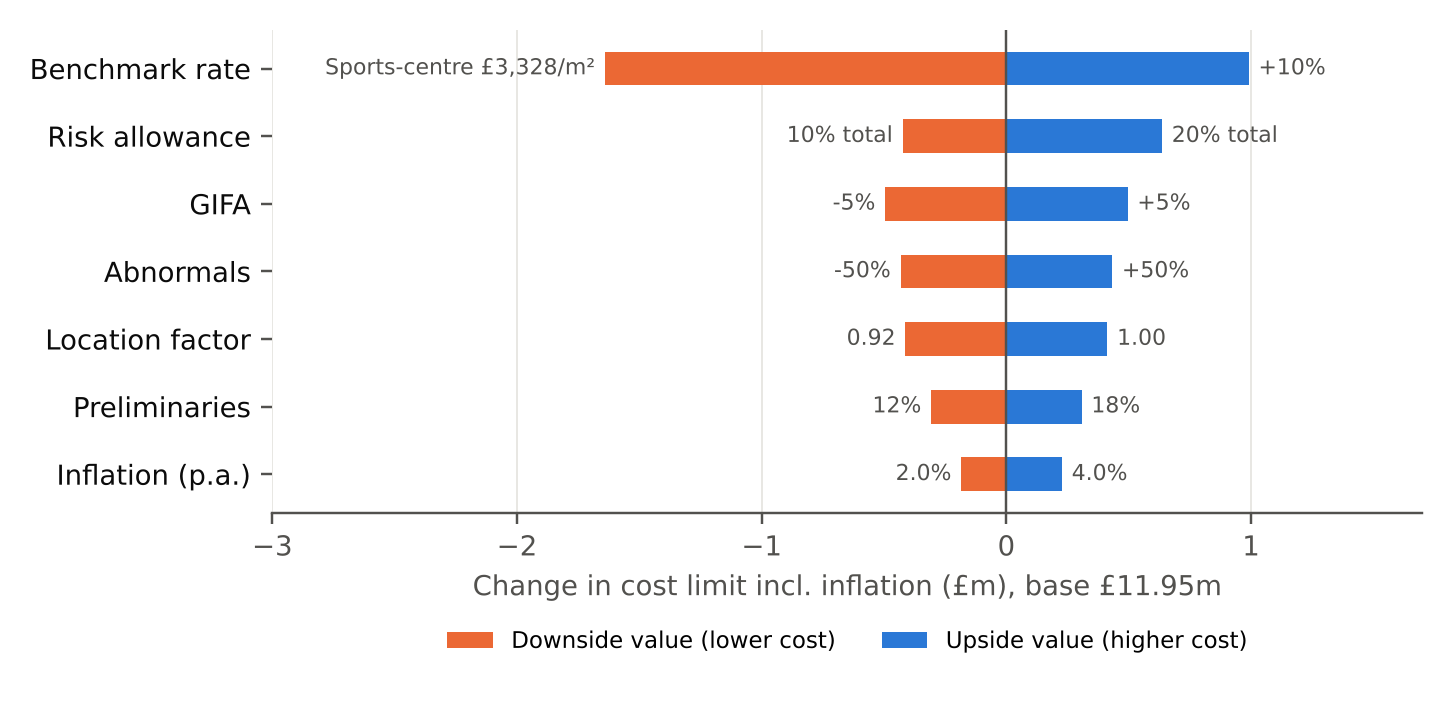 Benchmark rate
Sports-centre £3,328/m²
+10%
Risk allowance
10% total
20% total
GIFA
-5%
+5%
Abnormals
-50%
+50%
Location factor
0.92
1.00
Preliminaries
12%
18%
Inflation (p.a.)
2.0%
4.0%
−3
−2
−1
0
1
Change in cost limit incl. inflation (£m), base £11.95m
Downside value (lower cost)
Upside value (higher cost)